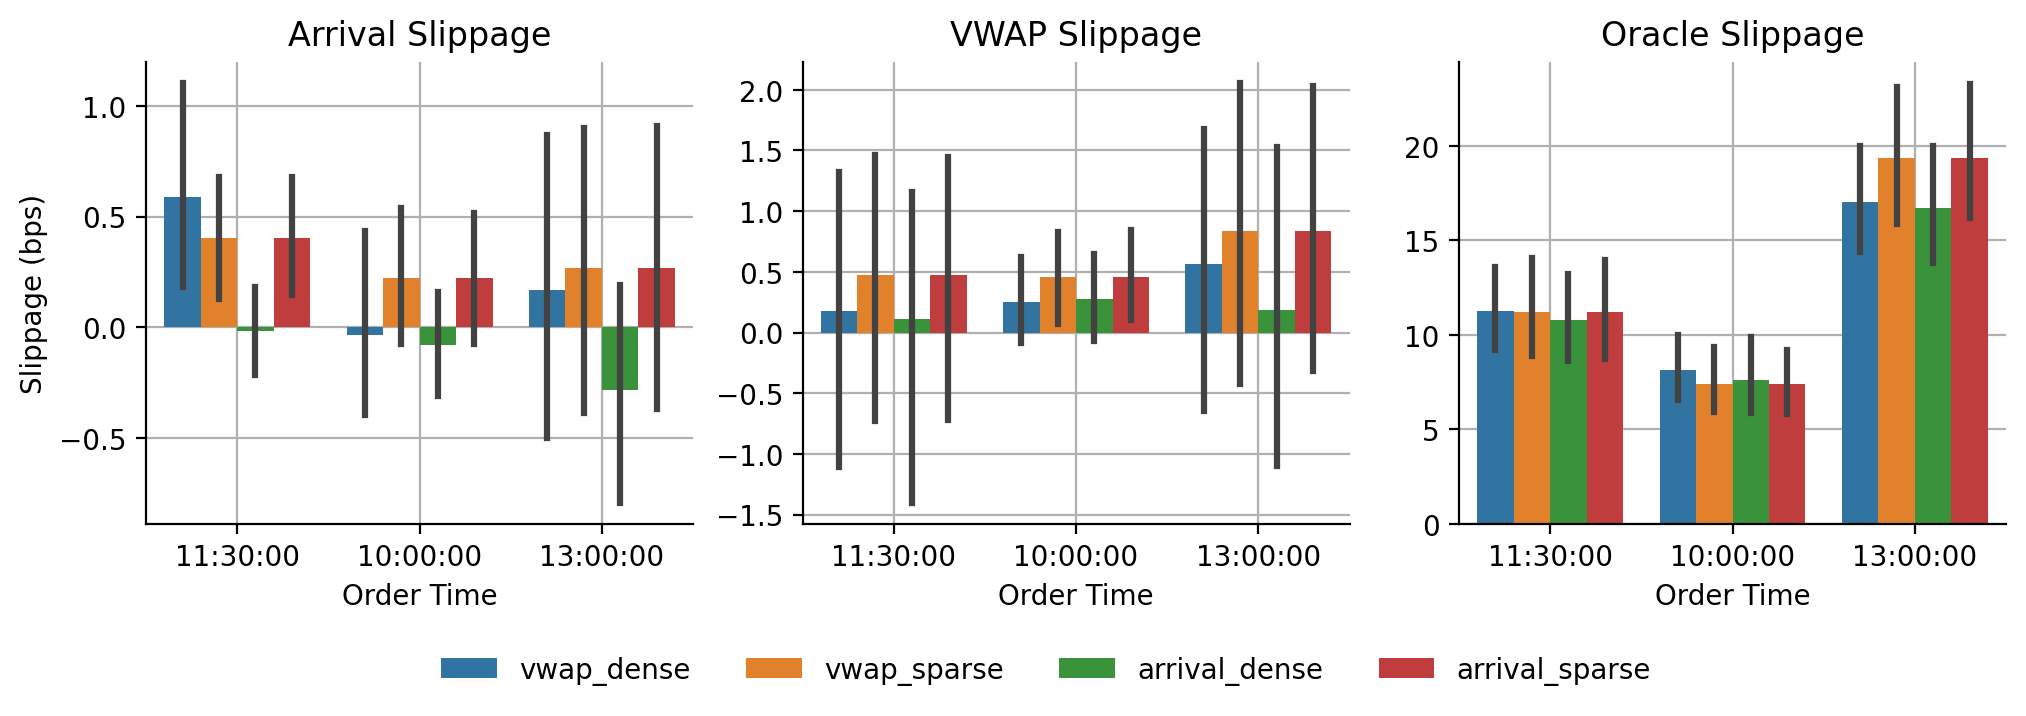 Arrival Slippage
VWAP Slippage
Oracle Slippage
Slippage (bps)
1.0
0.5
0.0
−0.5
2.0
1.5
1.0
0.5
0.0
−0.5
−1.0
−1.5
20
15
10
5
0
11:30:00 10:00:00 13:00:00
11:30:00 10:00:00 13:00:00
11:30:00 10:00:00 13:00:00
Order Time
Order Time
Order Time
vwap_dense vwap_sparse arrival_dense arrival_sparse